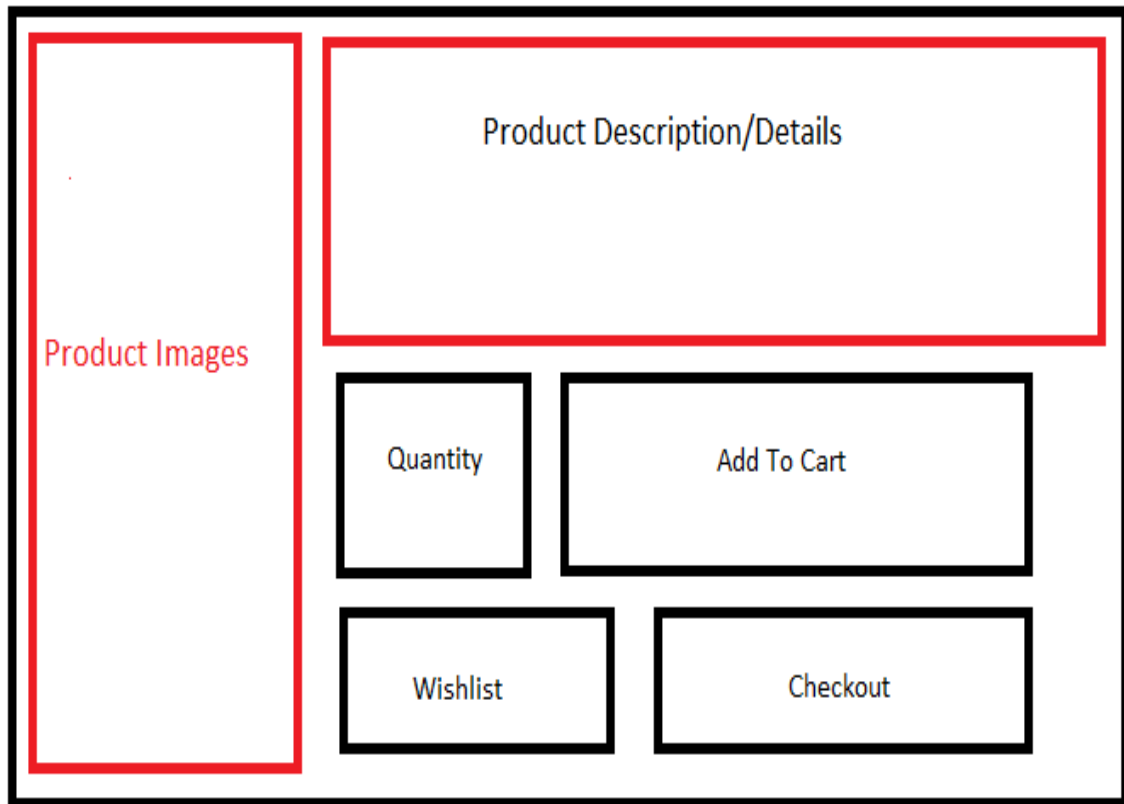 Product Description/Details
Product Images
Quantity
Add To Cart
Wishlist
Checkout